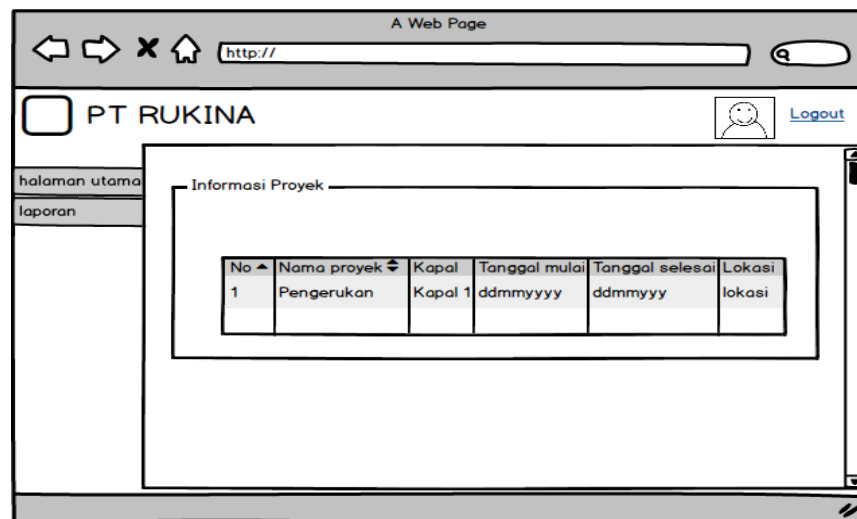 A Web Page
http://
PT RUKINA
Logout
halaman utama
laporan
Informasi Proyek
No Nama proyek Kapal Tanggal mulai Tanggal selesai Lokasi
1 Pengerukan Kapal 1 ddmmyyyy ddmmyyy lokasi